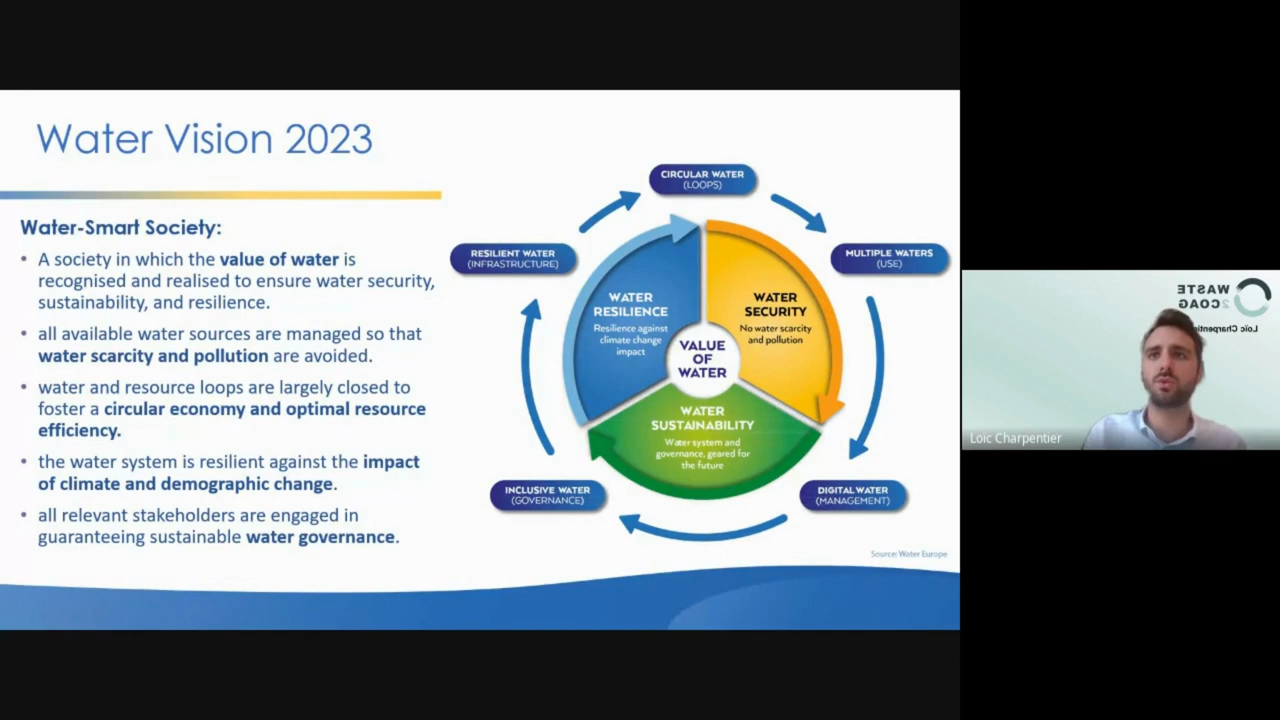 Water Vision 2023
Water-Smart Society:
• A society in which the value of water is
recognised and realised to ensure water security,
sustainability, and resilience.
• all available water sources are managed so that
water scarcity and pollution are avoided.
• water and resource loops are largely closed to
foster a circular economy and optimal resource
efficiency.
• the water system is resilient against the impact
of climate and demographic change.
• all relevant stakeholders are engaged in
guaranteeing sustainable water governance.
CIRCULAR WATER
(LOOPS)
MULTIPLE WATERS
(USE)
DIGITAL WATER
(MANAGEMENT)
INCLUSIVE WATER
(GOVERNANCE)
RESILIENT WATER
(INFRASTRUCTURE)
WATER
RESILIENCE
Resilience against
climate change
impact
WATER
SECURITY
No water scarcity
and pollution
VALUE
OF
WATER
WATER
SUSTAINABILITY
Water system and
governance, geared for
the future
Source: Water Europe
WASTE
2COAG
Loïc Charpentie
Loic Charpentier